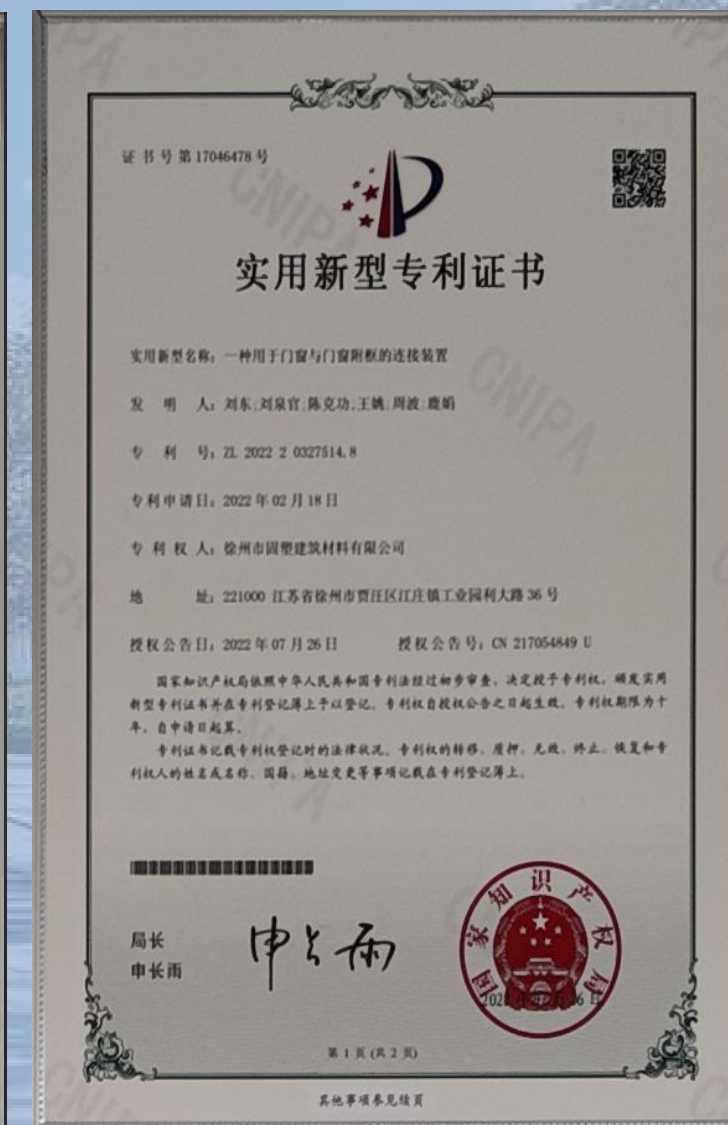 证书号第17046478号
实用新型专利证书
实用新型名称：一种用于门窗与门窗附框的连接装置
发明人：刘东;刘泉官;陈克功;王姚;周波;鹿娟
专利号：ZL 2022 2 0327514.8
专利申请日：2022年02月18日
专利权人：徐州市固塑建筑材料有限公司
地址：221000 江苏省徐州市贾汪区江庄镇工业园利大路36号
授权公告日：2022年07月26日 授权公告号：CN 217054849 U
国家知识产权局依照中华人民共和国专利法经过初步审查，决定授予专利权，颁发实用
新型专利证书并在专利登记簿上予以登记。专利权自授权公告之日起生效。专利权期限为十
年，自申请日起算。
专利证书记载专利权登记时的法律状况。专利权的转移、质押、无效、终止、恢复和专
利权人的姓名或名称、国籍、地址变更等事项记载在专利登记簿上。
局长
申长雨
申长雨
国家知识产权局
第1页(共2页)
其他事项参见续页
CNIPA
CNIPA